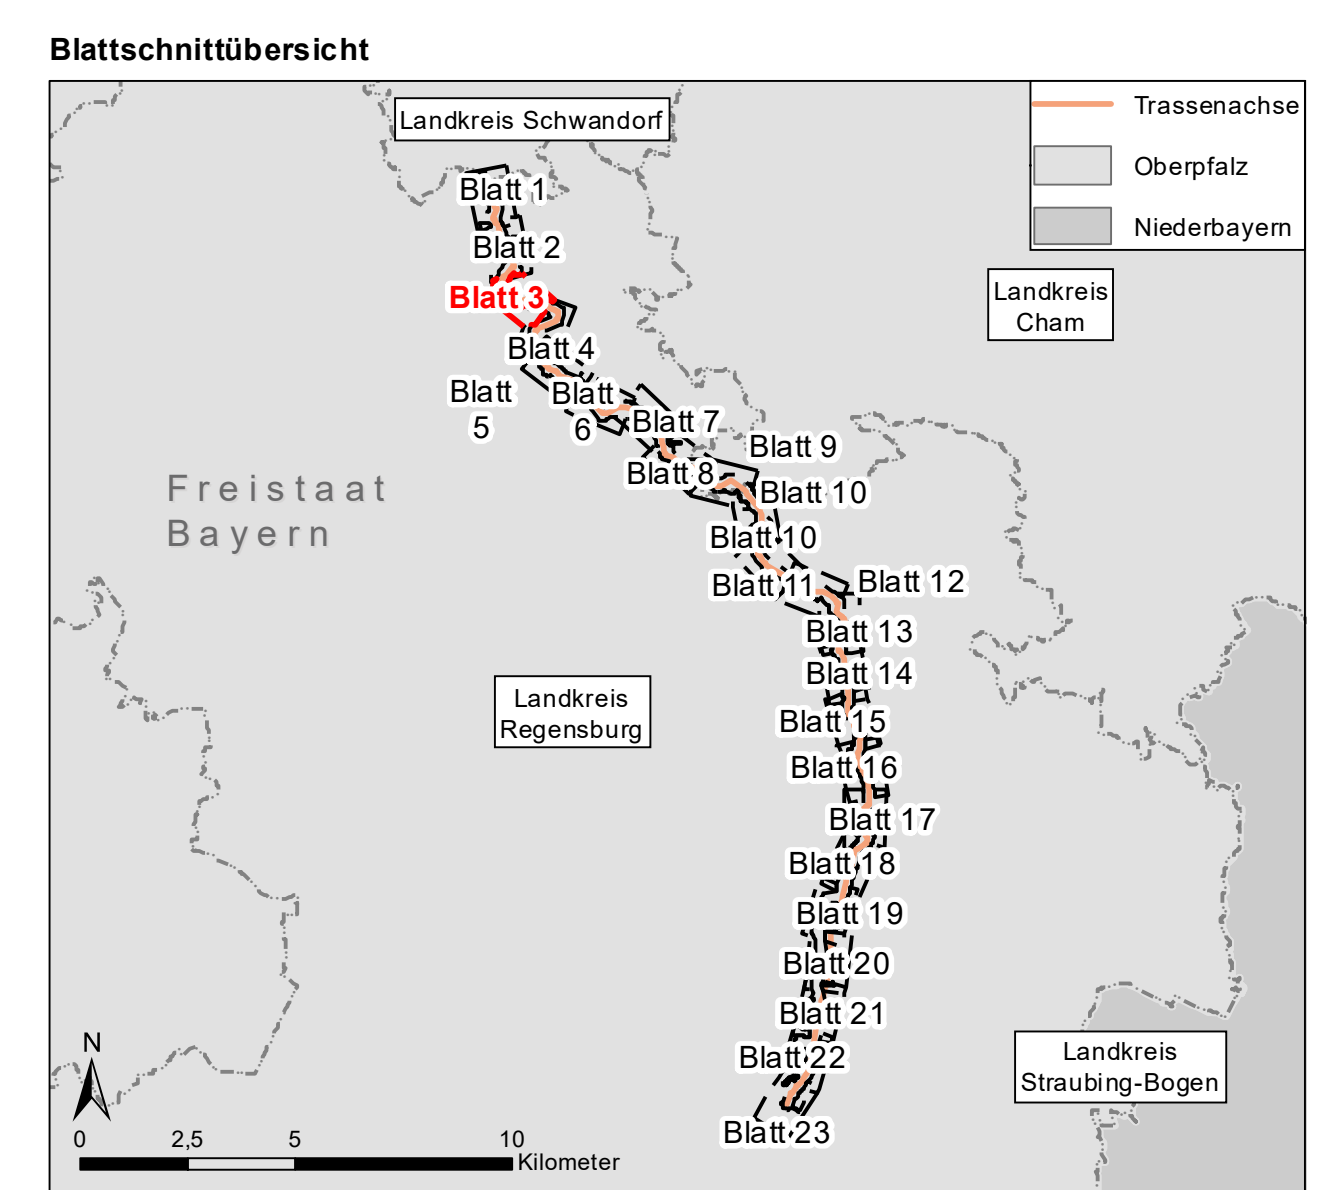 Blattschnittübersicht
Trassenachse
Landkreis Schwandorf
Oberpfalz
Blatt 1
Niederbayern
Blatt 2
Landkreis
Cham
Blatt 3
Blatt 4
Blatt
5
Blatt
6
Blatt 7
Blatt 9
Blatt 8
Freistaat
Bayern
Blatt 10
Blatt 10
Blatt 11
Blatt 12
Blatt 13
Blatt 14
Landkreis
Regensburg
Blatt 15
Blatt 16
Blatt 17
Blatt 18
Blatt 19
Blatt 20
Blatt 21
N
Blatt 22
Landkreis
Straubing-Bogen
Blatt 23
0 2,5 5 10
Kilometer